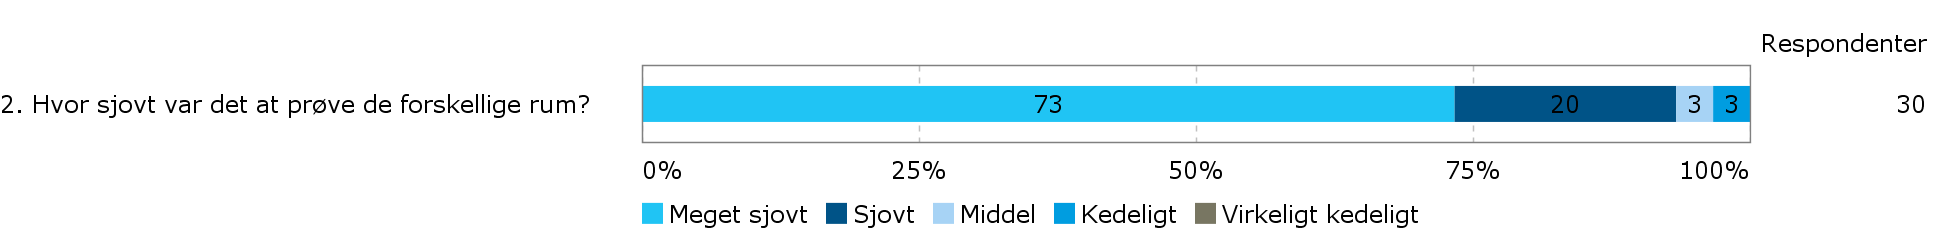 Respondenter
2. Hvor sjovt var det at prøve de forskellige rum? 73 20 3 3 30
0% 25% 50% 75% 100%
Meget sjovt Sjovt Middel Kedeligt Virkeligt kedeligt